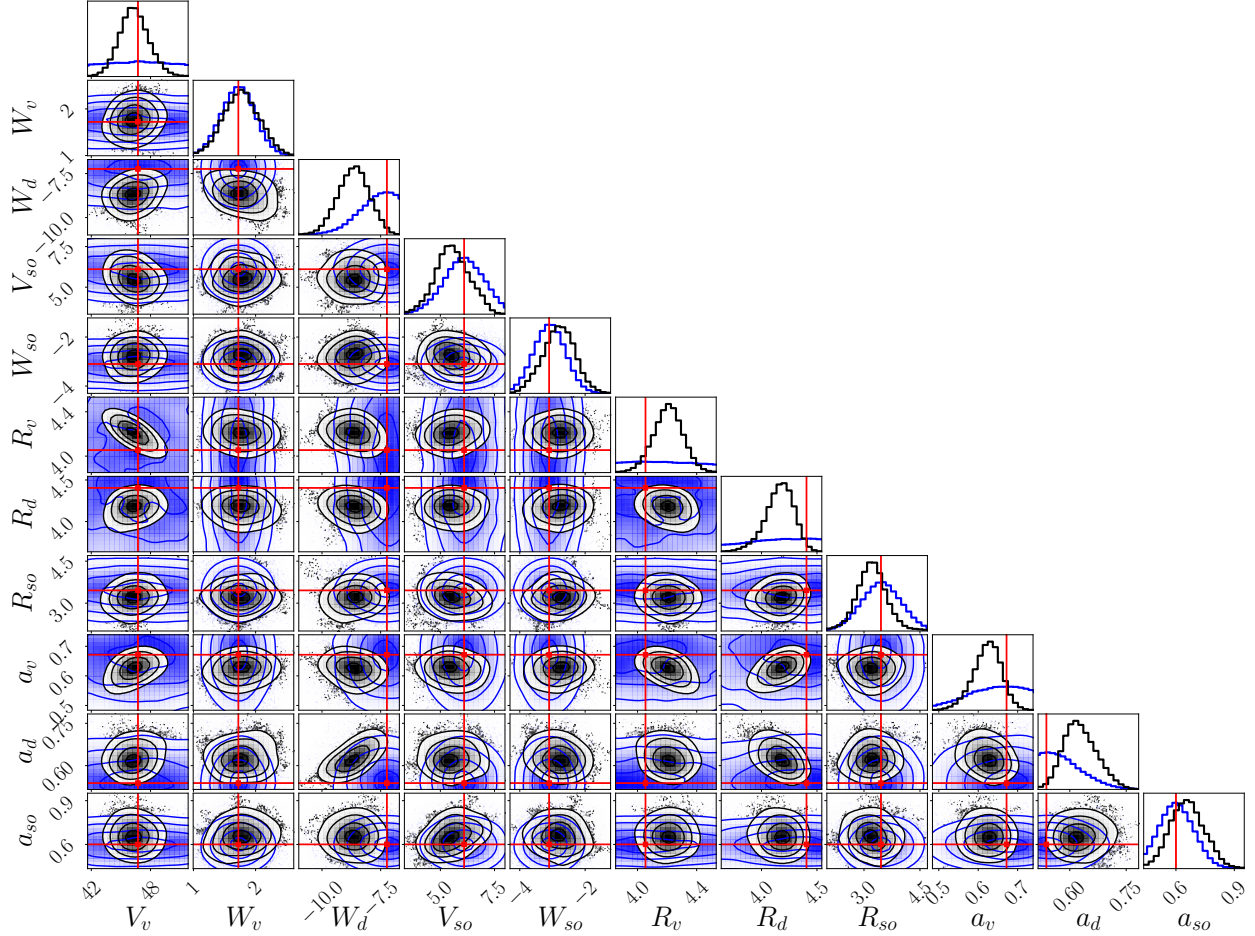 W_v 2 1
W_d −7.5 −10.0
V_so 7.5 5.0
W_so −2 −4
R_v 4.4 4.0
R_d 4.5 4.0
R_so 4.5 3.0
a_v 0.7 0.6 0.5
a_d 0.75 0.60
a_so 0.9 0.6
42 48 1 2 −10.0 −7.5 5.0 7.5 −4 −2 4.0 4.4 4.0 4.5 3.0 4.5 0.5 0.6 0.7 0.60 0.75 0.6 0.9
V_v W_v W_d V_so W_so R_v R_d R_so a_v a_d a_so